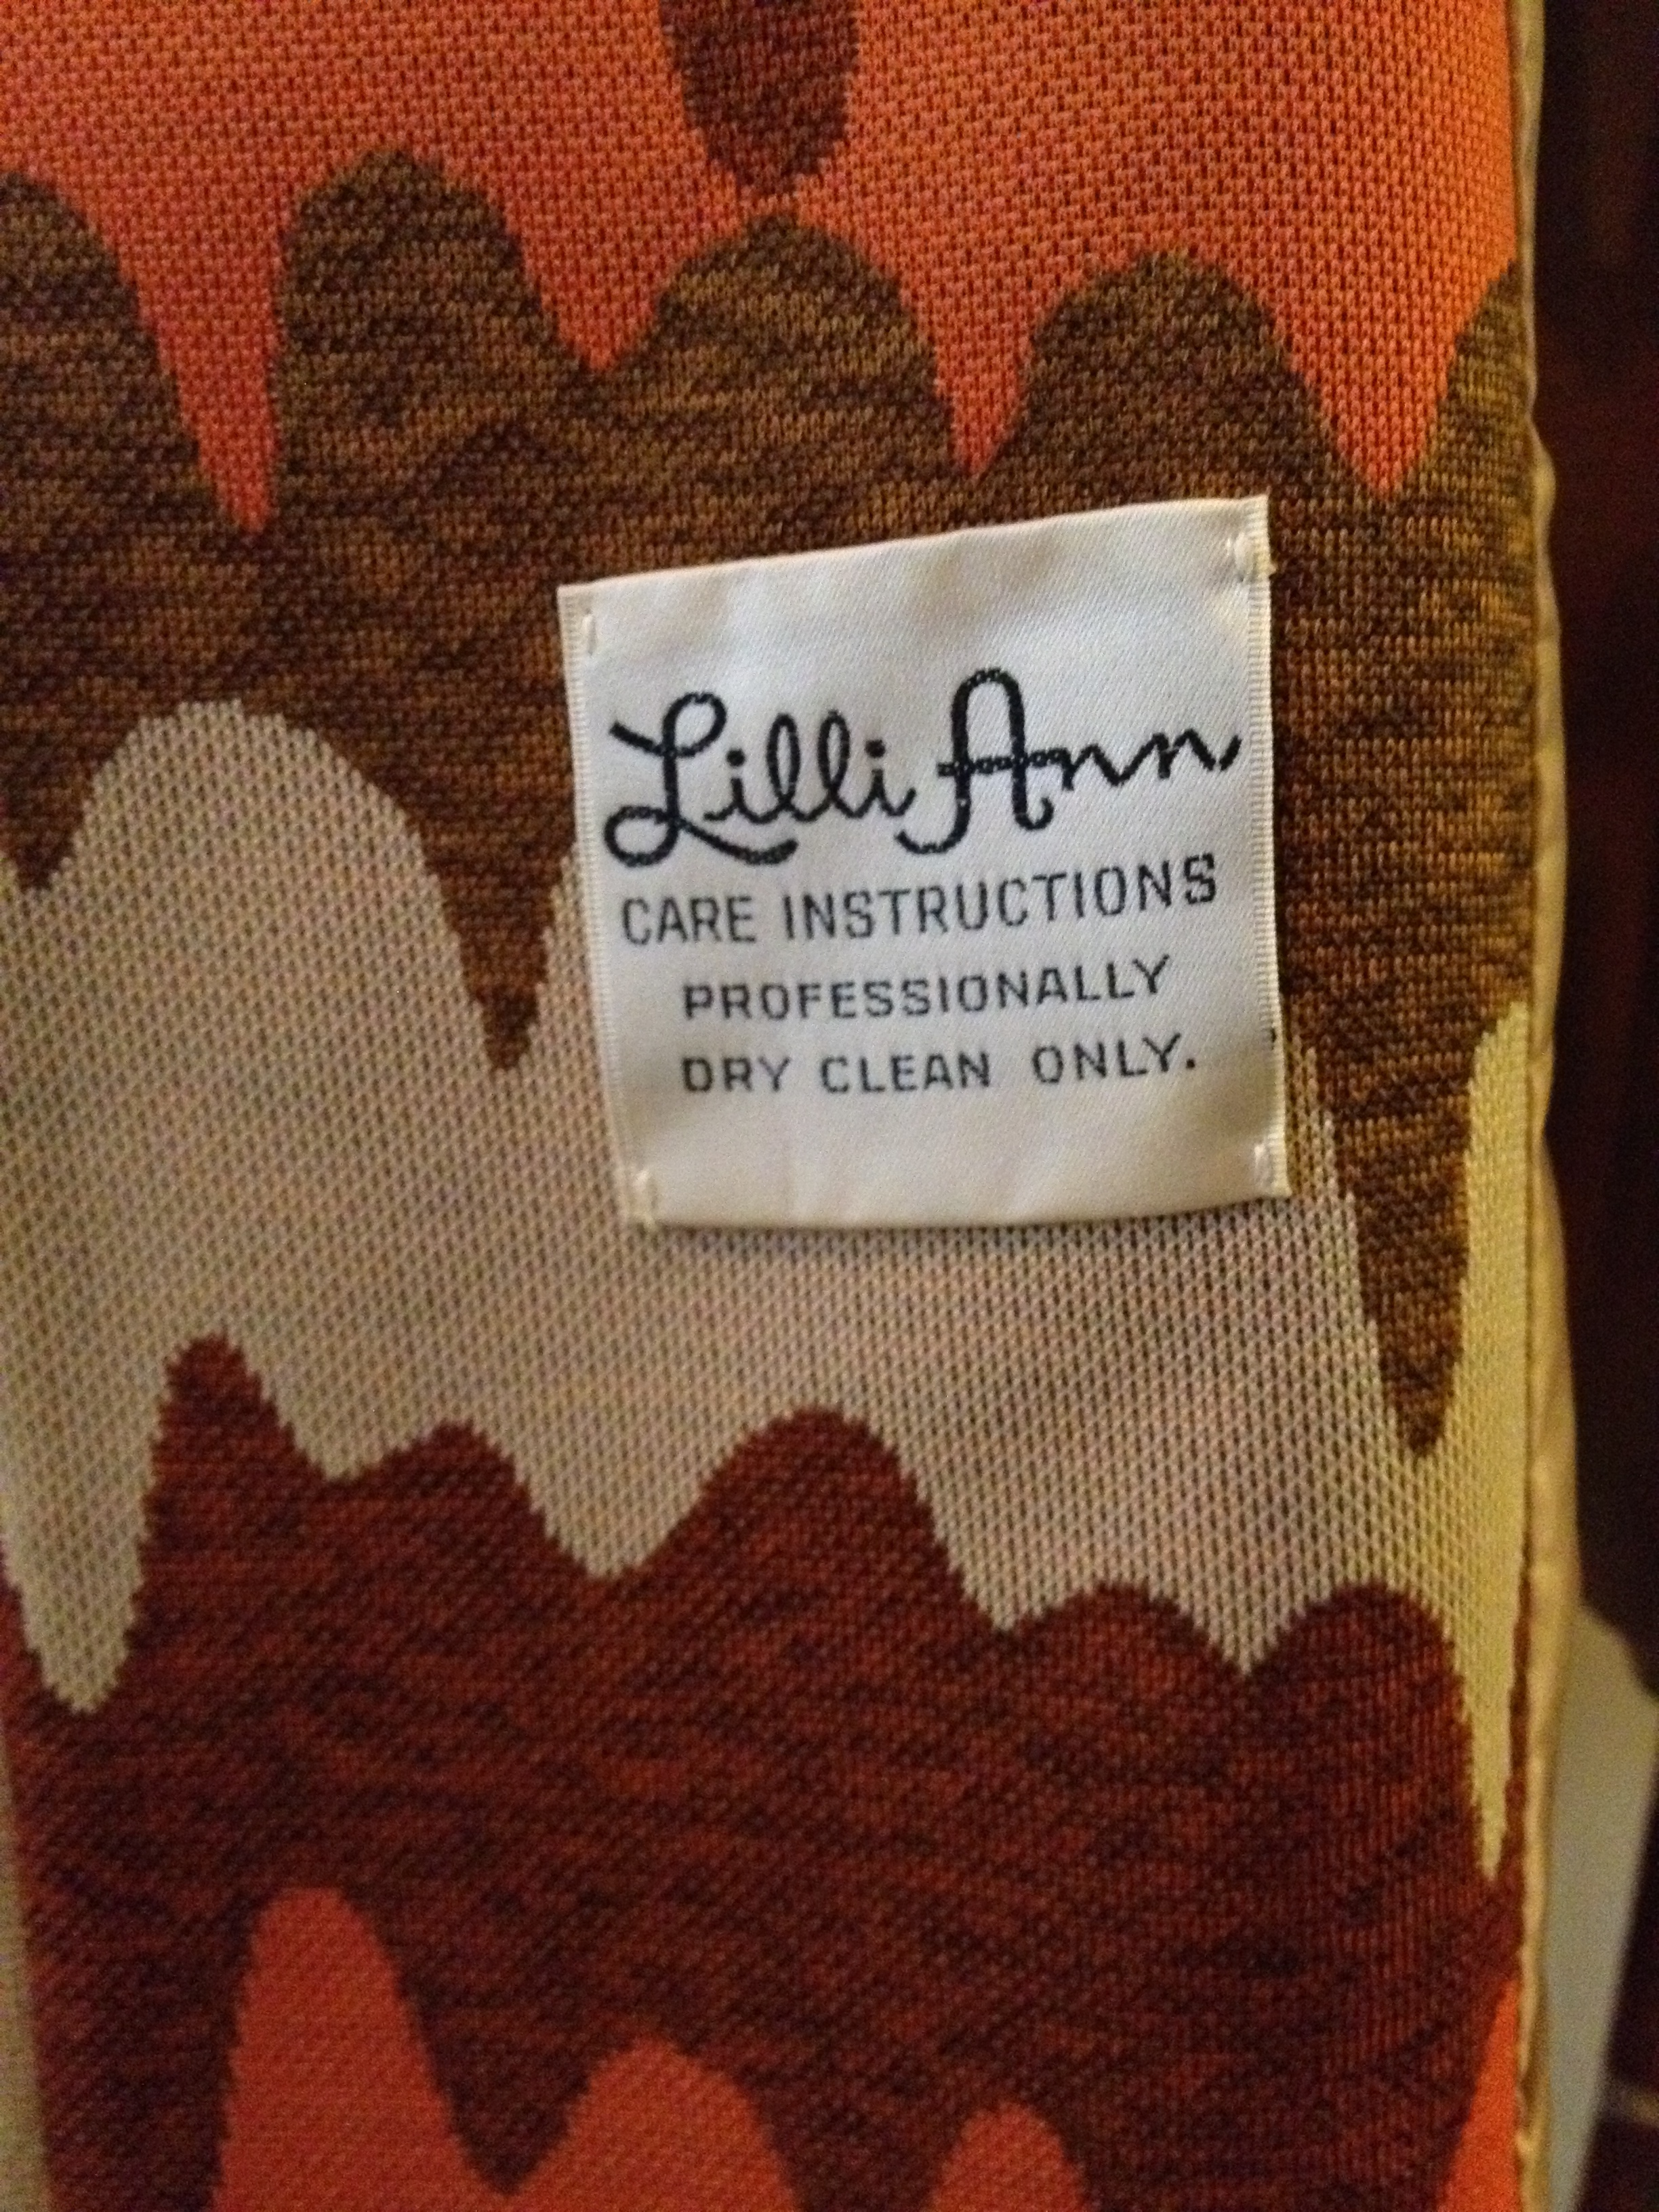 Lilli Ann
CARE INSTRUCTIONS
PROFESSIONALLY
DRY CLEAN ONLY.